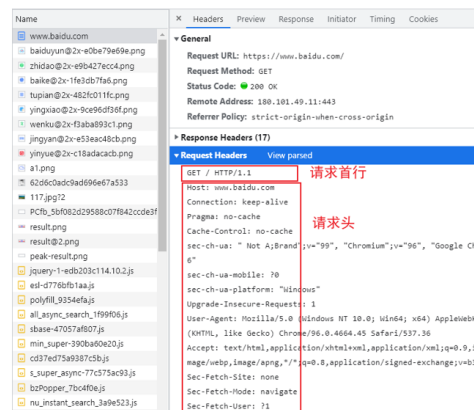 Name
www.baidu.com
baiduyun@2x-e0be79e69e.png
zhidao@2x-e9b427ecc4.png
baike@2x-1fe3db7fa6.png
tupian@2x-482fc011fc.png
yingxiao@2x-9ce96df36f.png
wenku@2x-f3aba893c1.png
jingyan@2x-e53eac48cb.png
yinyue@2x-c18adacacb.png
a1.png
62d6c0adc9ad696e67a533
117.jpg?2
PCfb_5bf082d29588c07f842ccde3f
result.png
result@2.png
peak-result.png
jquery-1-edb203c114.10.2.js
esl-d776bfb1aa.js
polyfill_9354efa.js
all_async_search_1f99f06.js
sbase-47057af807.js
min_super-390ba60e20.js
cd37ed75a9387c5b.js
s_super_async-77c575ac93.js
bzPopper_7bc4f0e.js
nu_instant_search_3a9e523.js
× Headers Preview Response Initiator Timing Cookies
▼ General
Request URL: https://www.baidu.com/
Request Method: GET
Status Code: 200 OK
Remote Address: 180.101.49.11:443
Referrer Policy: strict-origin-when-cross-origin
▶ Response Headers (17)
▼ Request Headers View parsed
GET / HTTP/1.1 请求首行
Host: www.baidu.com
Connection: keep-alive
Pragma: no-cache 请求头
Cache-Control: no-cache
sec-ch-ua: " Not A;Brand";v="99", "Chromium";v="96", "Google Ch
6"
sec-ch-ua-mobile: ?0
sec-ch-ua-platform: "Windows"
Upgrade-Insecure-Requests: 1
User-Agent: Mozilla/5.0 (Windows NT 10.0; Win64; x64) AppleWebK
(KHTML, like Gecko) Chrome/96.0.4664.45 Safari/537.36
Accept: text/html,application/xhtml+xml,application/xml;q=0.9,i
mage/webp,image/apng,*/*;q=0.8,application/signed-exchange;v=b3
Sec-Fetch-Site: none
Sec-Fetch-Mode: navigate
Sec-Fetch-User: ?1